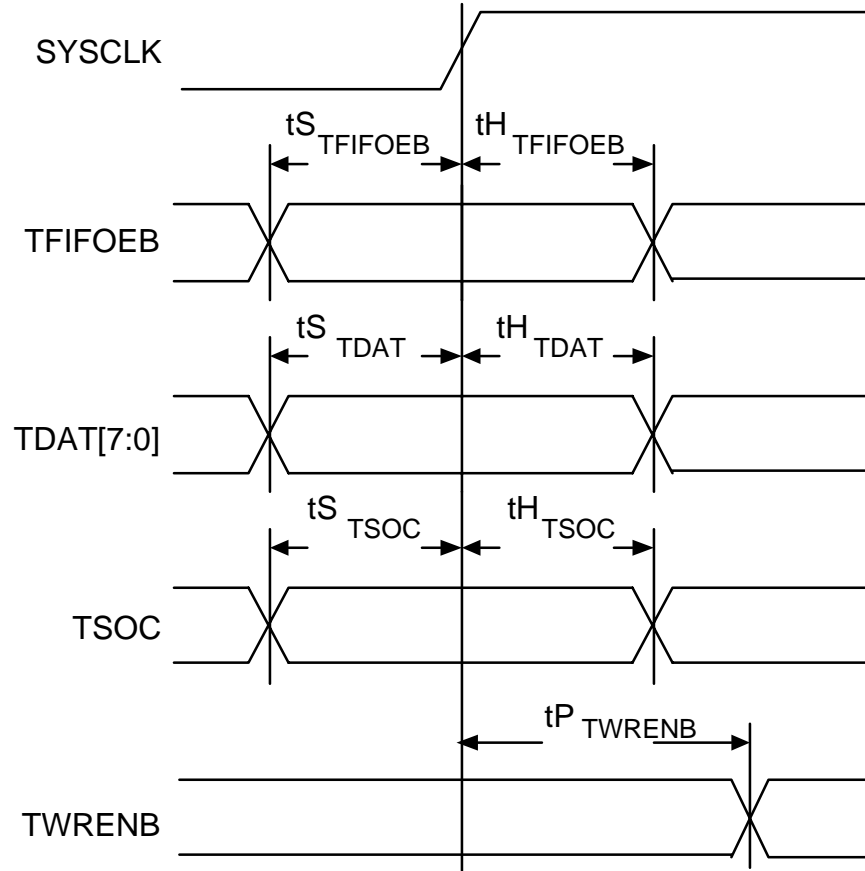 SYSCLK
tS TFIFOEB tH TFIFOEB
TFIFOEB
tS TDAT tH TDAT
TDAT[7:0]
tS TSOC tH TSOC
TSOC
tP TWRENB
TWRENB